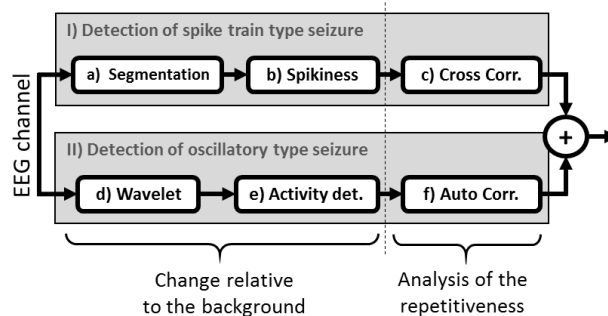 I) Detection of spike train type seizure
a) Segmentation
b) Spikiness
c) Cross Corr.
EEG channel
+
II) Detection of oscillatory type seizure
d) Wavelet
e) Activity det.
f) Auto Corr.
Change relative
to the background
Analysis of the
repetitiveness